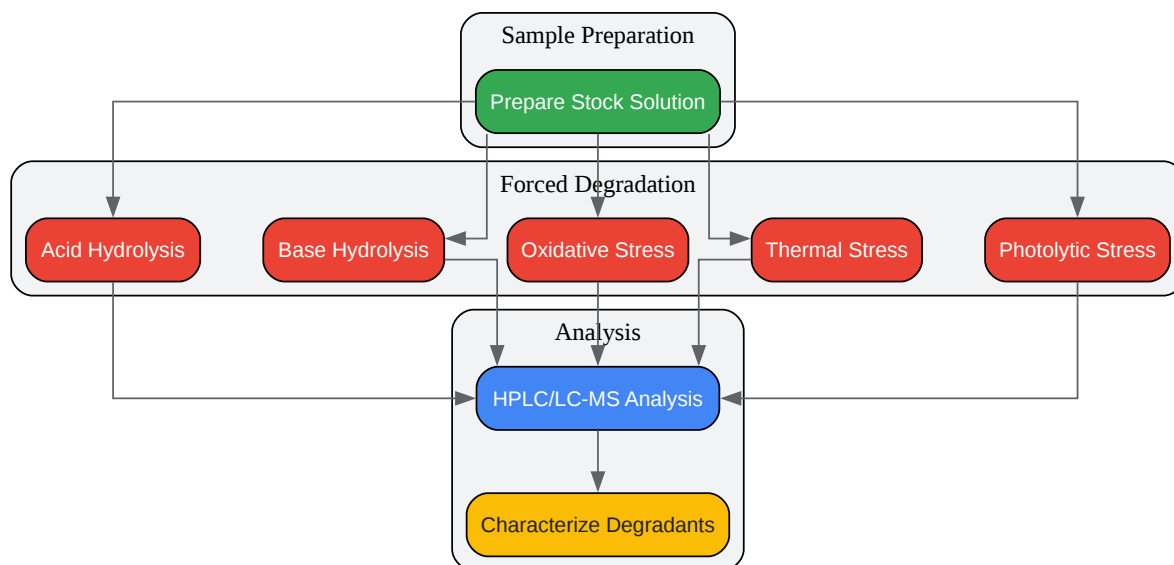 Sample Preparation
Prepare Stock Solution
Forced Degradation
Acid Hydrolysis
Base Hydrolysis
Oxidative Stress
Thermal Stress
Photolytic Stress
Analysis
HPLC/LC-MS Analysis
Characterize Degradants